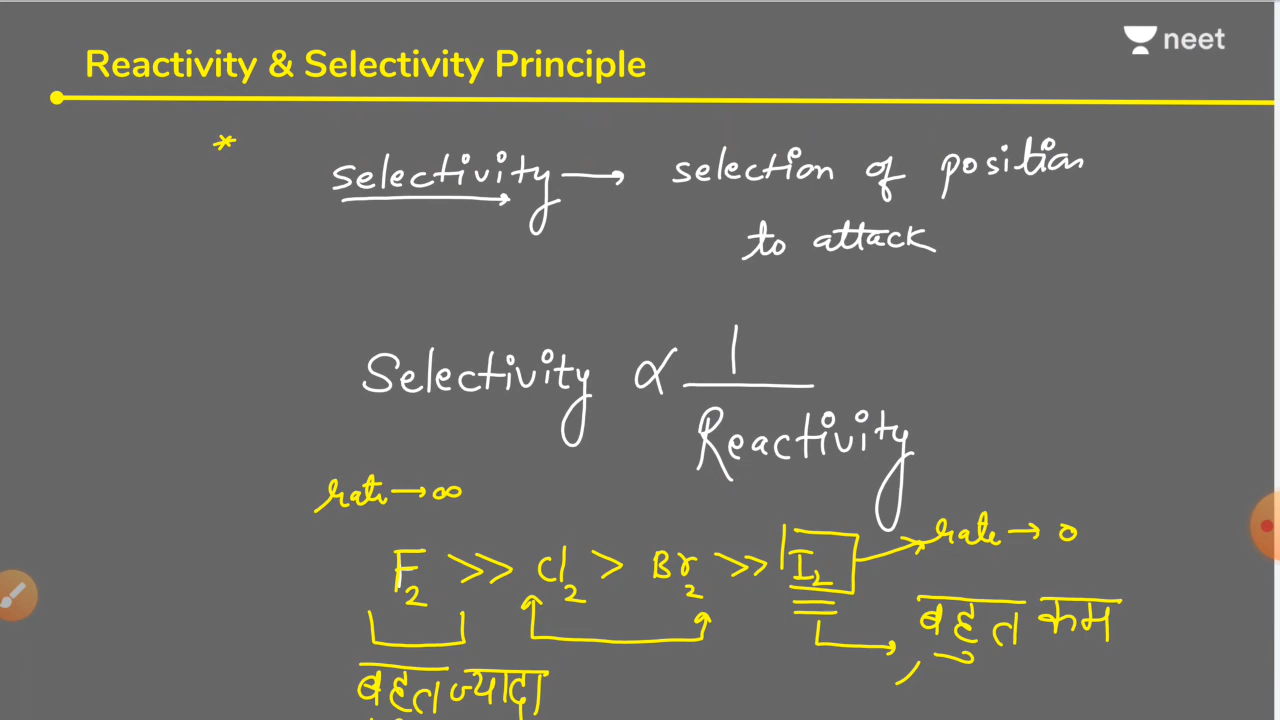 neet
Reactivity & Selectivity Principle
*
selectivity → selection of position
to attack
Selectivity ∝ 1
Reactivity
rate → ∞
rate → 0
F₂ >> Cl₂ > Br₂ >> I₂
बहुत कम
बहुत ज्यादा